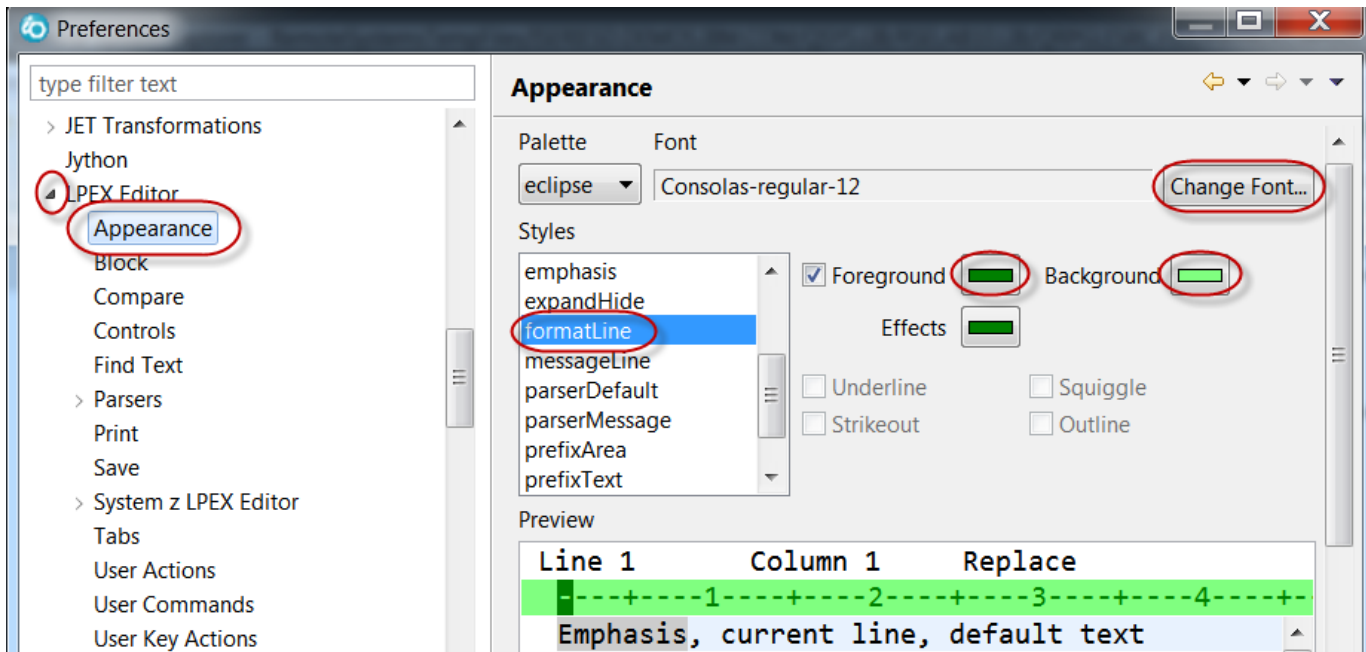 Preferences
type filter text
JET Transformations
Jython
LPEX Editor
Appearance
Block
Compare
Controls
Find Text
Parsers
Print
Save
System z LPEX Editor
Tabs
User Actions
User Commands
User Key Actions
Appearance
Palette Font
eclipse Consolas-regular-12 Change Font...
Styles
emphasis
expandHide
formatLine
messageLine
parserDefault
parserMessage
prefixArea
prefixText
Foreground Background
Effects
Underline Squiggle
Strikeout Outline
Preview
Line 1 Column 1 Replace
----+----1----+----2----+----3----+----4----+-
Emphasis, current line, default text